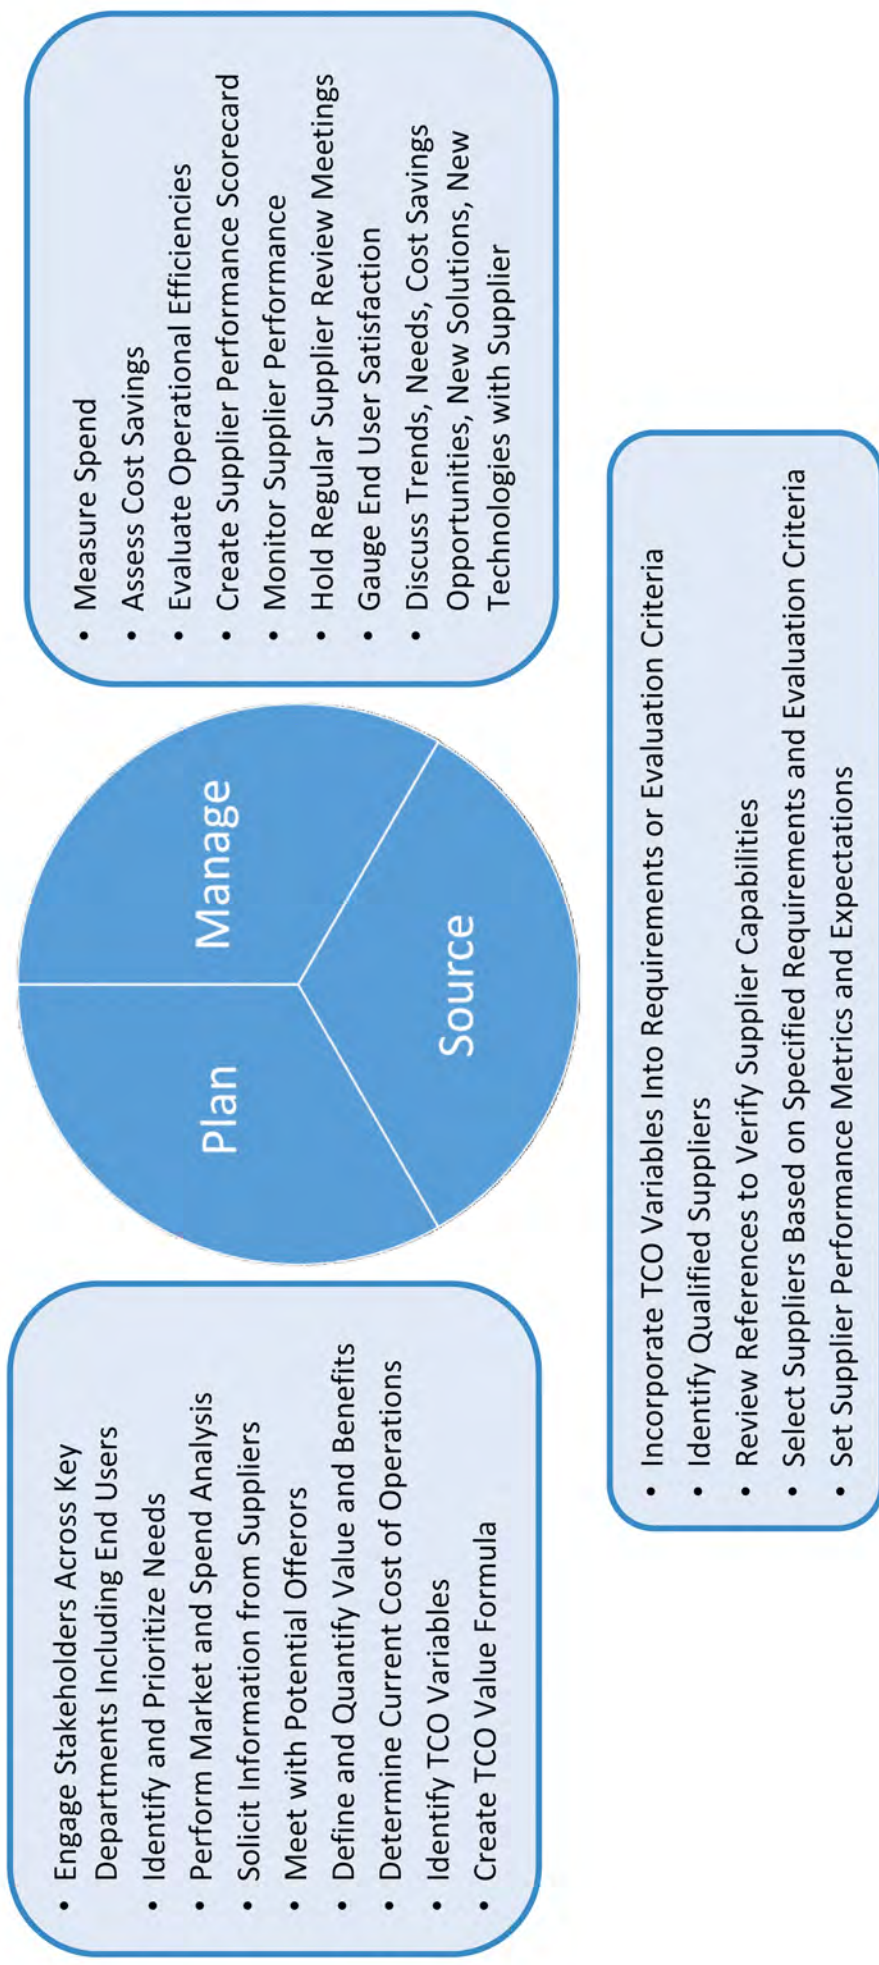 • Engage Stakeholders Across Key
Departments Including End Users
• Identify and Prioritize Needs
• Perform Market and Spend Analysis
• Solicit Information from Suppliers
• Meet with Potential Offerors
• Define and Quantify Value and Benefits
• Determine Current Cost of Operations
• Identify TCO Variables
• Create TCO Value Formula
Plan
Manage
Source
• Measure Spend
• Assess Cost Savings
• Evaluate Operational Efficiencies
• Create Supplier Performance Scorecard
• Monitor Supplier Performance
• Hold Regular Supplier Review Meetings
• Gauge End User Satisfaction
• Discuss Trends, Needs, Cost Savings
Opportunities, New Solutions, New
Technologies with Supplier
• Incorporate TCO Variables Into Requirements or Evaluation Criteria
• Identify Qualified Suppliers
• Review References to Verify Supplier Capabilities
• Select Suppliers Based on Specified Requirements and Evaluation Criteria
• Set Supplier Performance Metrics and Expectations